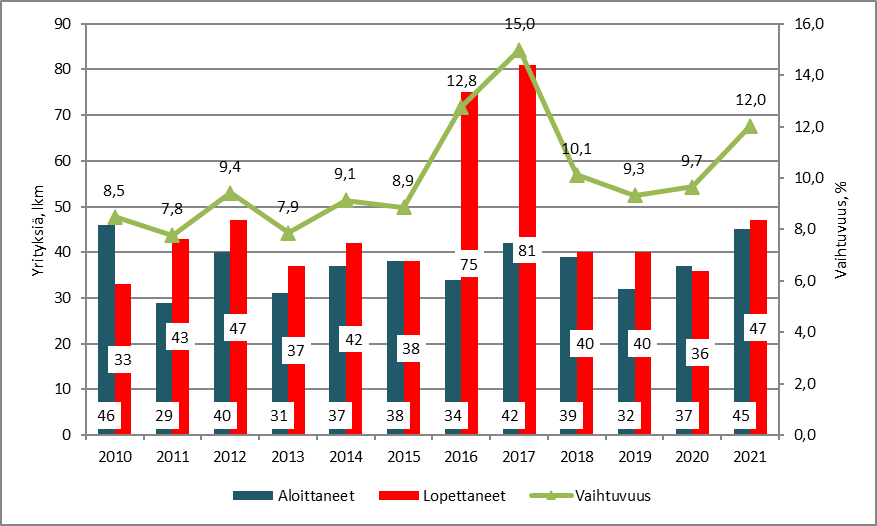 90
80
70
60
50
40
30
20
10
0
Yrityksiä, lkm
16,0
14,0
12,0
10,0
8,0
6,0
4,0
2,0
0,0
Vaihtuvuus, %
8,5 7,8 9,4 7,9 9,1 8,9 12,8 15,0 10,1 9,3 9,7 12,0
33 43 47 37 42 38 75 81 40 40 36 47
46 29 40 31 37 38 34 42 39 32 37 45
2010 2011 2012 2013 2014 2015 2016 2017 2018 2019 2020 2021
Aloittaneet Lopettaneet Vaihtuvuus